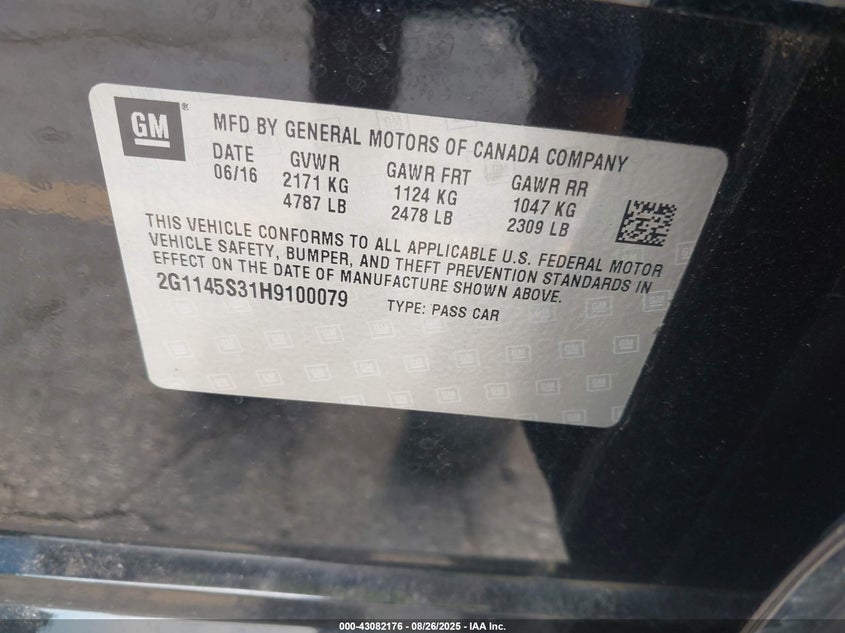 GM®
MFD BY GENERAL MOTORS OF CANADA COMPANY
DATE GVWR GAWR FRT GAWR RR
06/16 2171 KG 1124 KG 1047 KG
4787 LB 2478 LB 2309 LB
THIS VEHICLE CONFORMS TO ALL APPLICABLE U.S. FEDERAL MOTOR
VEHICLE SAFETY, BUMPER, AND THEFT PREVENTION STANDARDS IN
EFFECT ON THE DATE OF MANUFACTURE SHOWN ABOVE.
2G1145S31H9100079 TYPE: PASS CAR
000-43082176 - 08/26/2025 - IAA Inc.